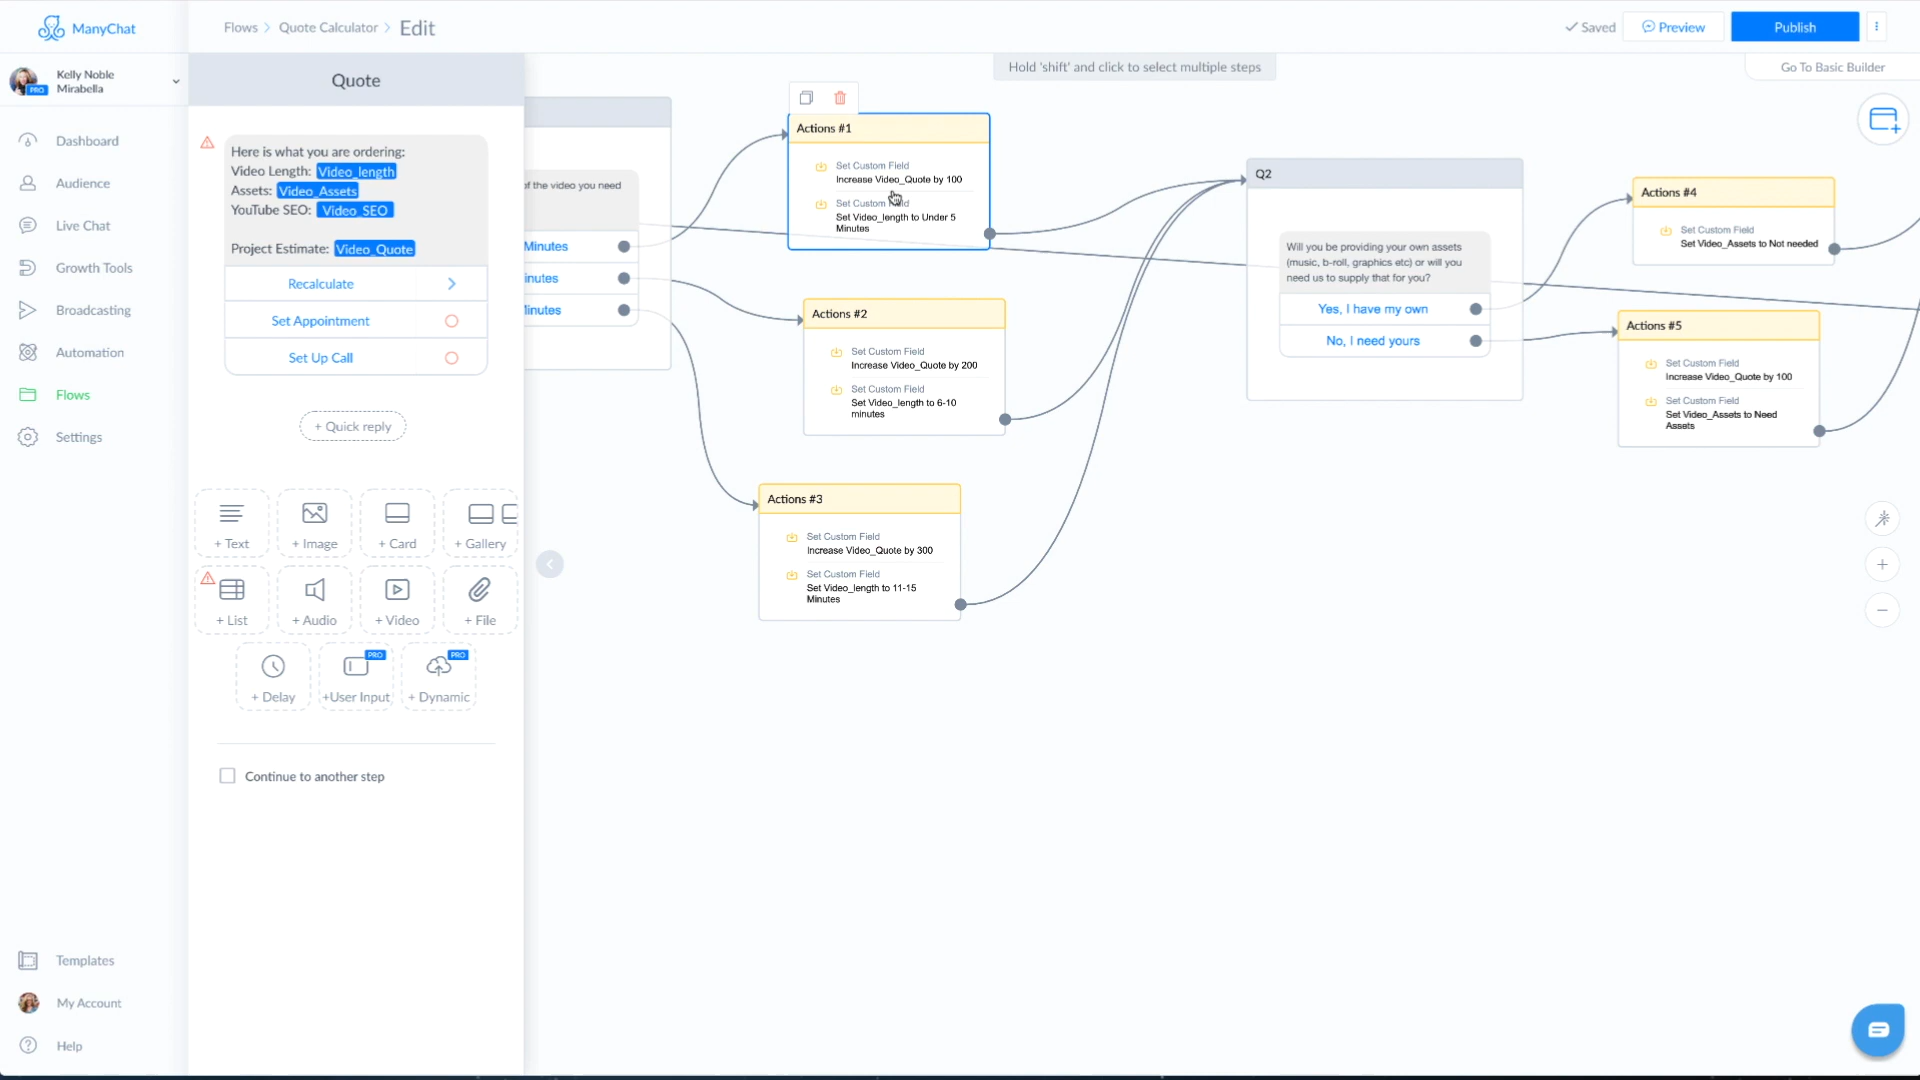 ManyChat
Flows > Quote Calculator > Edit
Saved
Preview
Publish
Kelly Noble
Mirabella
PRO
Quote
Hold 'shift' and click to select multiple steps
Go To Basic Builder
Dashboard
Audience
Live Chat
Growth Tools
Broadcasting
Automation
Flows
Settings
Templates
My Account
Help
Here is what you are ordering:
Video Length: Video_length
Assets: Video_Assets
YouTube SEO: Video_SEO
Project Estimate: Video_Quote
Recalculate
Set Appointment
Set Up Call
+ Quick reply
+ Text
+ Image
+ Card
+ Gallery
+ List
+ Audio
+ Video
+ File
+ Delay
PRO
+User Input
PRO
+ Dynamic
Continue to another step
of the video you need
Minutes
inutes
Minutes
Actions #1
Set Custom Field
Increase Video_Quote by 100
Set Custom Field
Set Video_length to Under 5
Minutes
Actions #2
Set Custom Field
Increase Video_Quote by 200
Set Custom Field
Set Video_length to 6-10
minutes
Actions #3
Set Custom Field
Increase Video_Quote by 300
Set Custom Field
Set Video_length to 11-15
Minutes
Q2
Will you be providing your own assets
(music, b-roll, graphics etc) or will you
need us to supply that for you?
Yes, I have my own
No, I need yours
Actions #4
Set Custom Field
Set Video_Assets to Not needed
Actions #5
Set Custom Field
Increase Video_Quote by 100
Set Custom Field
Set Video_Assets to Need
Assets